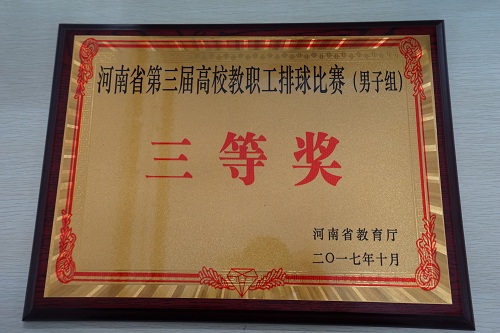 河南省第三届高校教职工排球比赛（男子组）
三等奖
河南省教育厅
二〇一七年十月